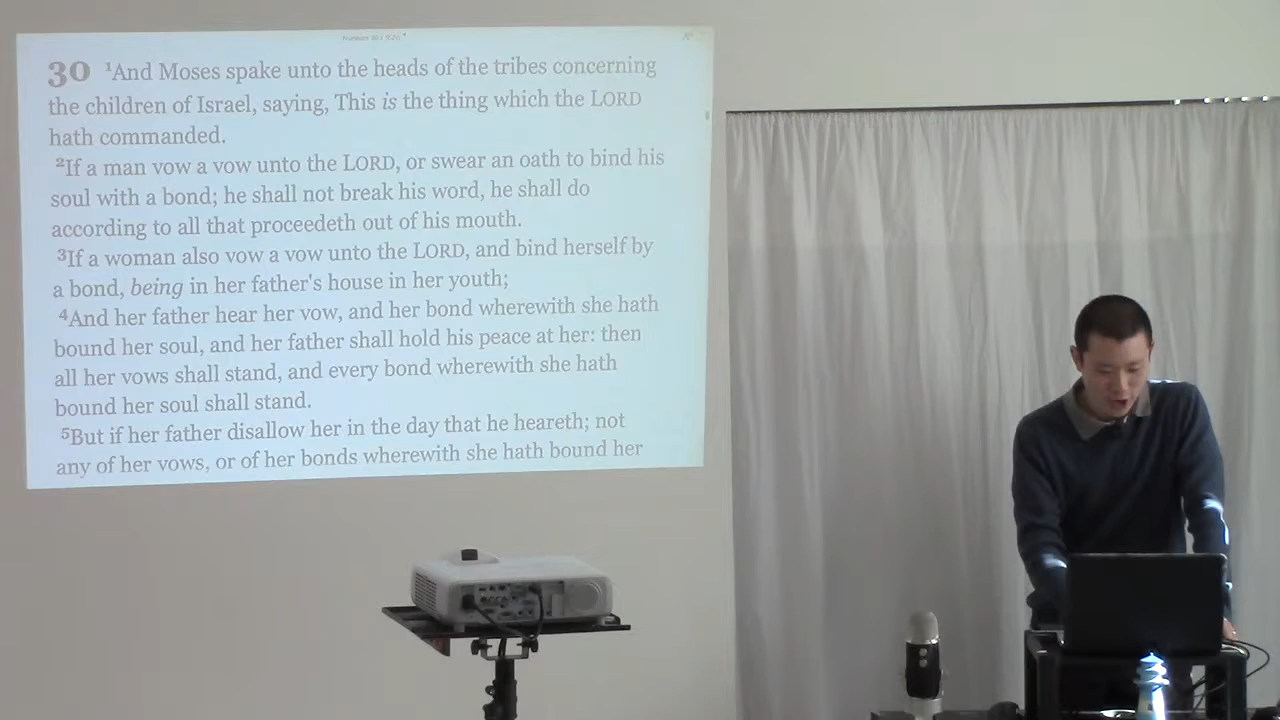 30 ¹And Moses spake unto the heads of the tribes concerning
the children of Israel, saying, This is the thing which the LORD
hath commanded.
²If a man vow a vow unto the LORD, or swear an oath to bind his
soul with a bond; he shall not break his word, he shall do
according to all that proceedeth out of his mouth.
³If a woman also vow a vow unto the LORD, and bind herself by
a bond, being in her father's house in her youth;
⁴And her father hear her vow, and her bond wherewith she hath
bound her soul, and her father shall hold his peace at her: then
all her vows shall stand, and every bond wherewith she hath
bound her soul shall stand.
⁵But if her father disallow her in the day that he heareth; not
any of her vows, or of her bonds wherewith she hath bound her